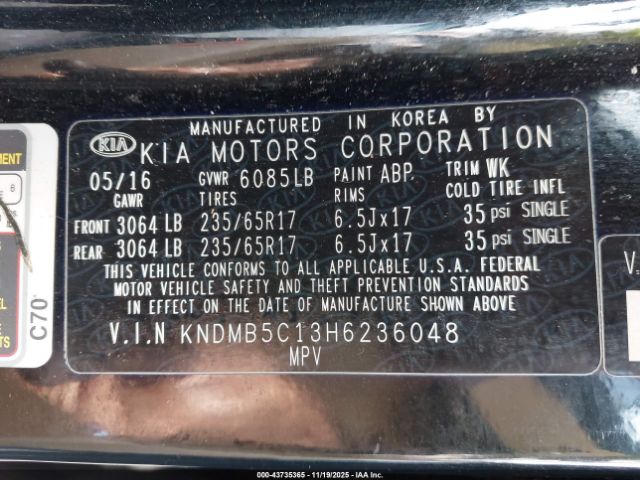 MANUFACTURED IN KOREA BY
KIA KIA MOTORS CORPORATION
05/16 GVWR 6085LB PAINT ABP TRIM WK
GAWR TIRES RIMS COLD TIRE INFL
FRONT 3064 LB 235/65R17 6.5Jx17 35 psi SINGLE
REAR 3064 LB 235/65R17 6.5Jx17 35 psi SINGLE
THIS VEHICLE CONFORMS TO ALL APPLICABLE U.S.A. FEDERAL
MOTOR VEHICLE SAFETY AND THEFT PREVENTION STANDARDS
IN EFFECT ON THE DATE OF MANUFACTURE SHOWN ABOVE.
V.I.N KNDMB5C13H6236048
MPV
C70
V.
000-43735365 - 11/19/2025 - IAA Inc.